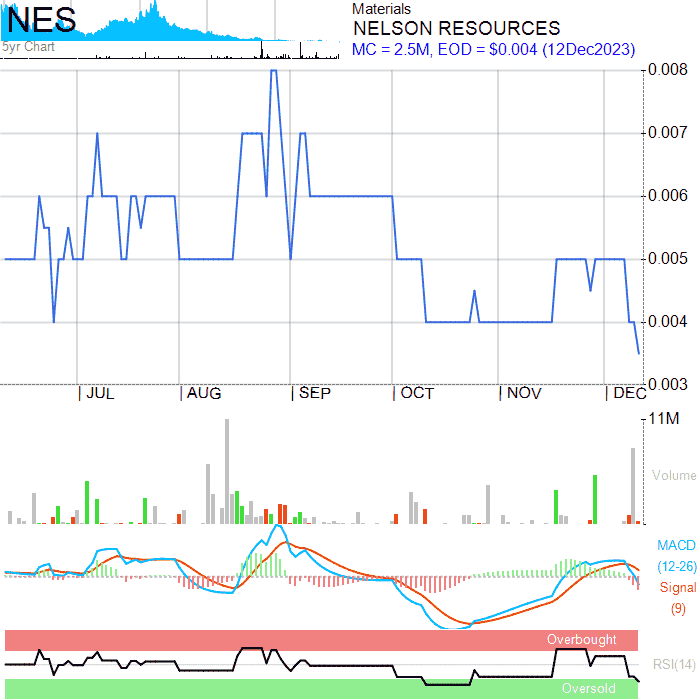 NES
5yr Chart
Materials
NELSON RESOURCES
MC = 2.5M, EOD = $0.004 (12Dec2023)
0.008
0.007
0.006
0.005
0.004
0.003
JUL
AUG
SEP
OCT
NOV
DEC
11M
Volume
MACD
(12-26)
Signal
(9)
Overbought
RSI(14)
Oversold